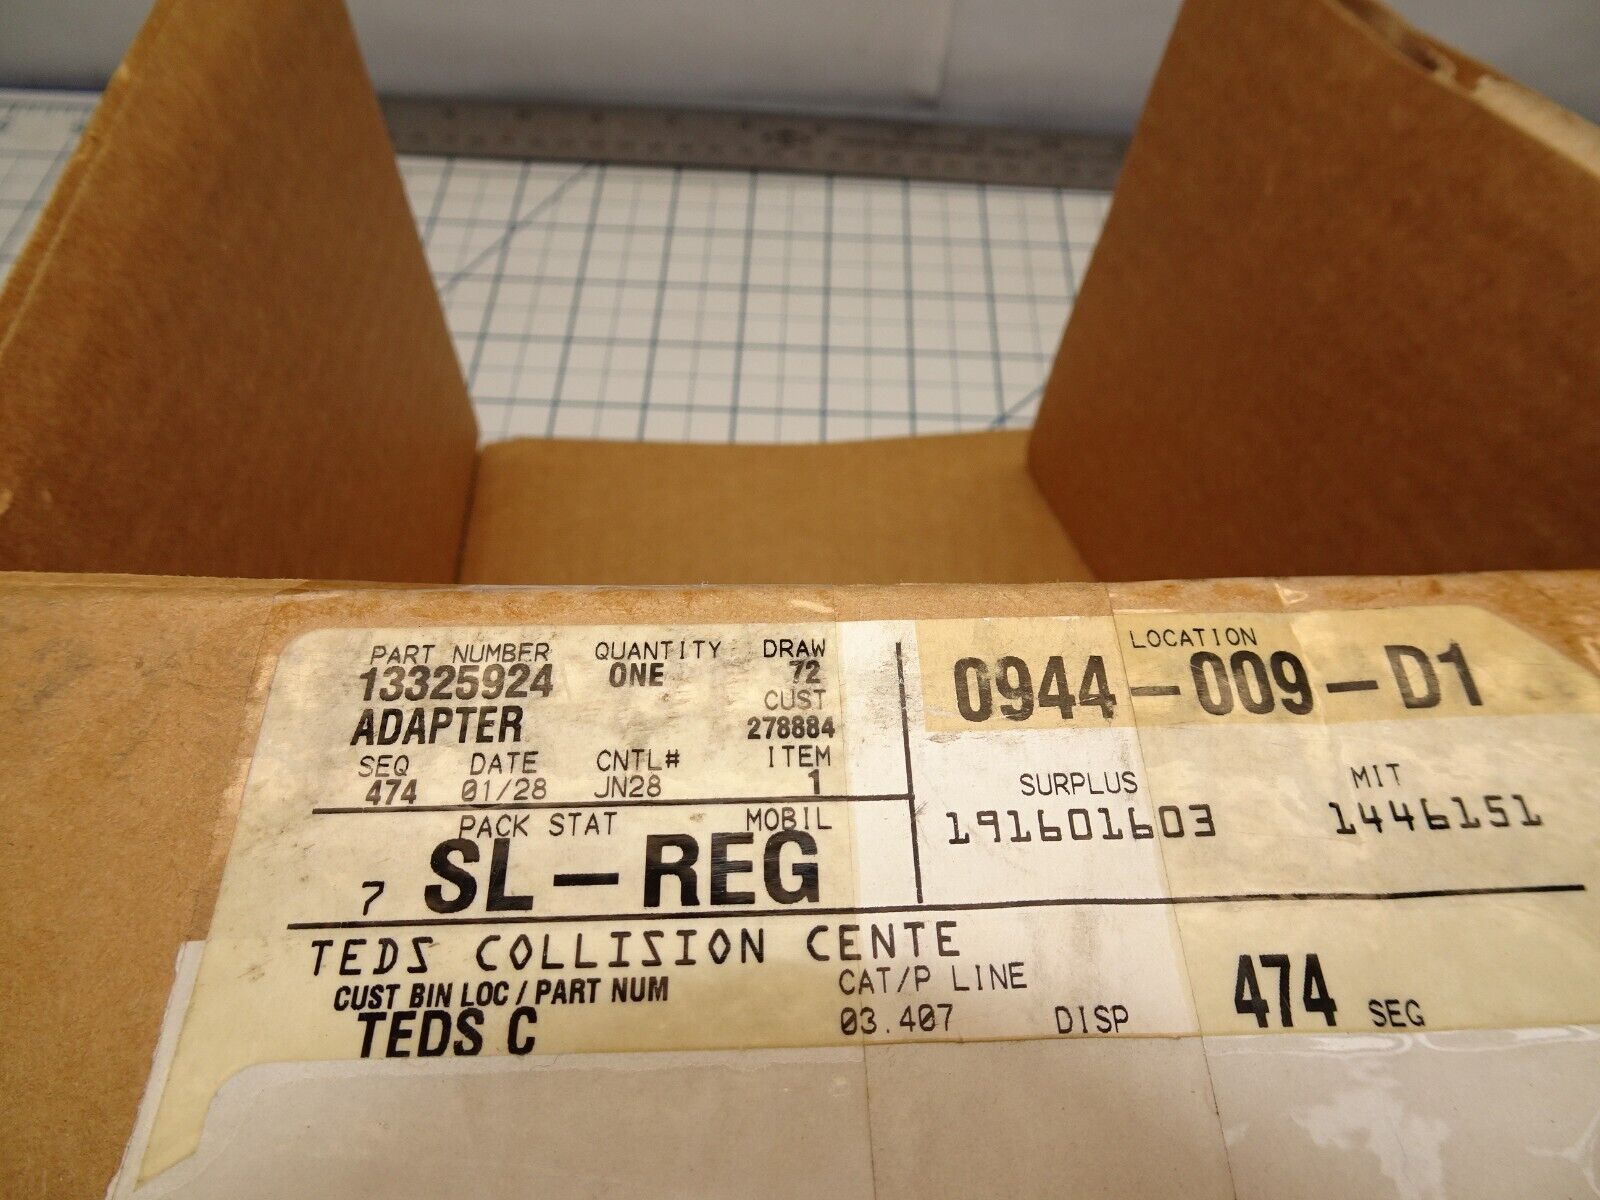 PART NUMBER QUANTITY DRAW
13325924 ONE 72
CUST
ADAPTER 278884
SEQ DATE CNTL# ITEM
474 01/28 JN28 1
PACK STAT MOBIL
7 SL-REG
LOCATION
0944-009-D1
SURPLUS MIT
191601603 1446151
TEDS COLLISION CENTE
CUST BIN LOC / PART NUM CAT/P LINE
TEDS C 03.407 DISP 474 SEG